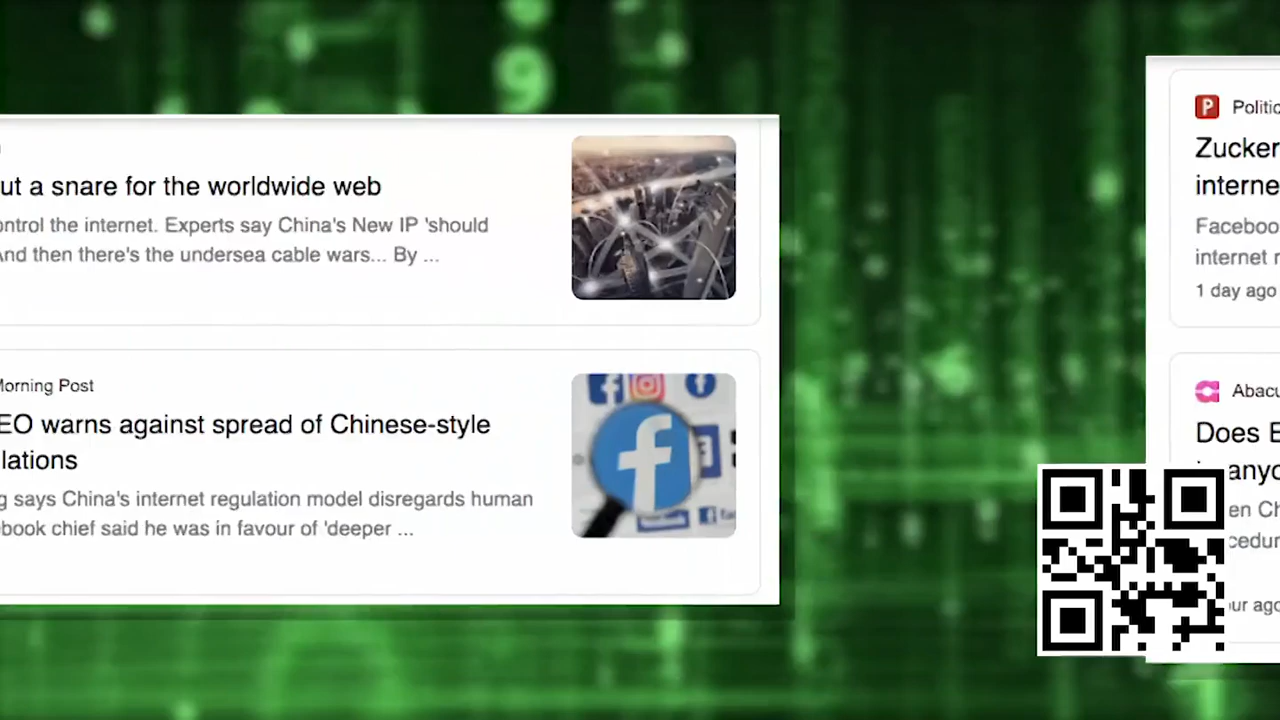 ut a snare for the worldwide web
ontrol the internet. Experts say China's New IP 'should
And then there's the undersea cable wars... By ...
Morning Post
EO warns against spread of Chinese-style
lations
g says China's internet regulation model disregards human
ebook chief said he was in favour of 'deeper ...
P Politic
Zucker
interne
Faceboo
internet r
1 day ago
Abacu
Does E
anyo
en Ch
cedur
ur ago
9